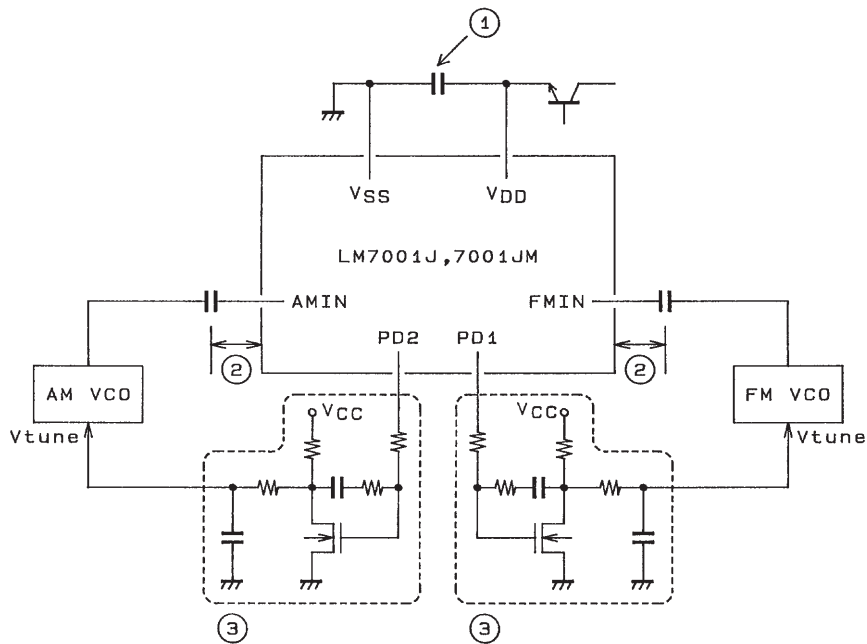 ①
VSS VDD
LM7001J,7001JM
AMIN FMIN
PD2 PD1
② ②
AM VCO FM VCO
VCC VCC
Vtune Vtune
③ ③